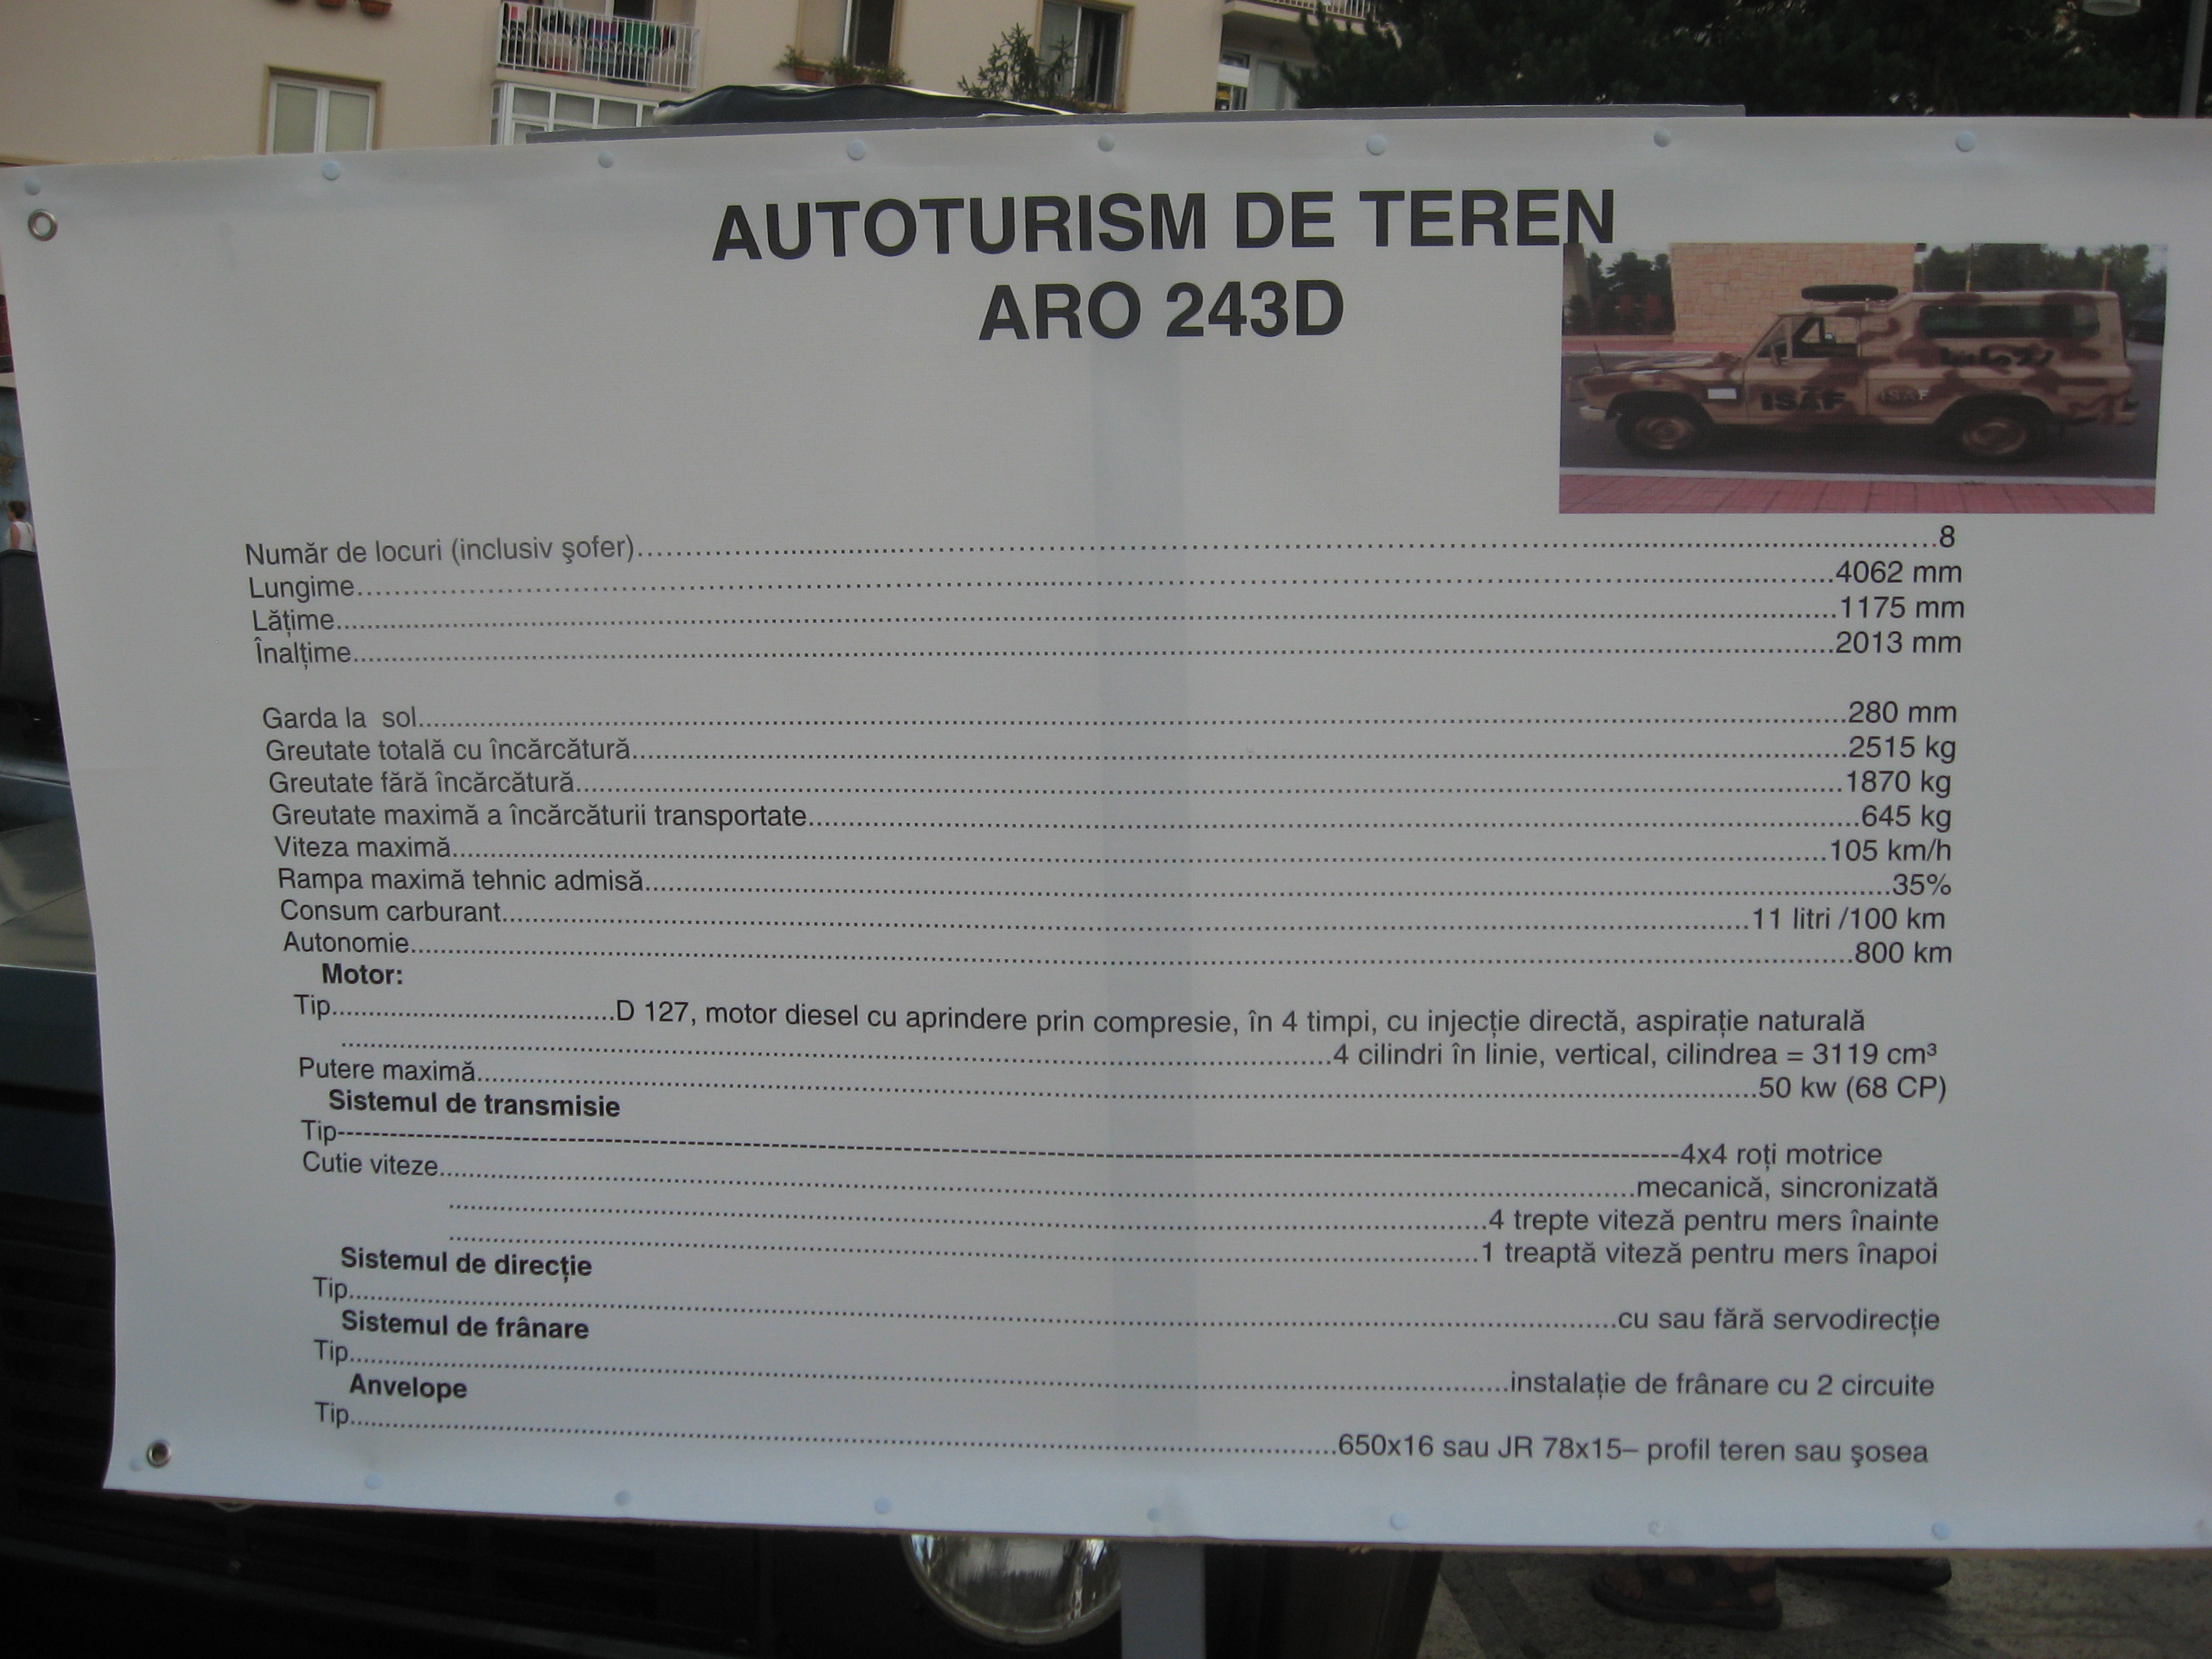 AUTOTURISM DE TEREN
ARO 243D
ISAF
ISAF
Număr de locuri (inclusiv şofer)........8
Lungime........4062 mm
Lăţime........1175 mm
Înalţime........2013 mm
Garda la sol........280 mm
Greutate totală cu încărcătură........2515 kg
Greutate fără încărcătură........1870 kg
Greutate maximă a încărcăturii transportate........645 kg
Viteza maximă........105 km/h
Rampa maximă tehnic admisă........35%
Consum carburant........11 litri /100 km
Autonomie........800 km
Motor:
Tip........D 127, motor diesel cu aprindere prin compresie, în 4 timpi, cu injecţie directă, aspiraţie naturală
........4 cilindri în linie, vertical, cilindrea = 3119 cm³
Putere maximă........50 kw (68 CP)
Sistemul de transmisie
Tip--------4x4 roţi motrice
Cutie viteze........mecanică, sincronizată
........4 trepte viteză pentru mers înainte
........1 treaptă viteză pentru mers înapoi
Sistemul de direcţie
Tip........cu sau fără servodirecţie
Sistemul de frânare
Tip........instalaţie de frânare cu 2 circuite
Anvelope
Tip........650x16 sau JR 78x15– profil teren sau şosea